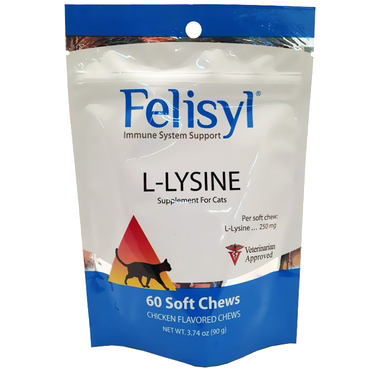 Felisyl®
Immune System Support
L-LYSINE
Supplement For Cats
Per soft chew:
L-Lysine ... 250 mg
Veterinarian
Approved
60 Soft Chews
CHICKEN FLAVORED CHEWS
NET WT. 3.74 oz (90 g)